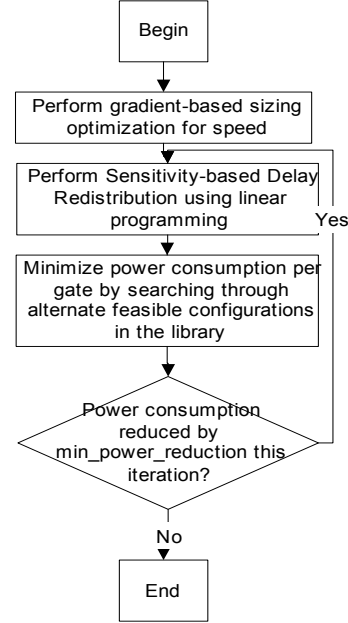 Begin
Perform gradient-based sizing
optimization for speed
Perform Sensitivity-based Delay
Redistribution using linear
programming
Yes
Minimize power consumption per
gate by searching through
alternate feasible configurations
in the library
Power consumption
reduced by
min_power_reduction this
iteration?
No
End